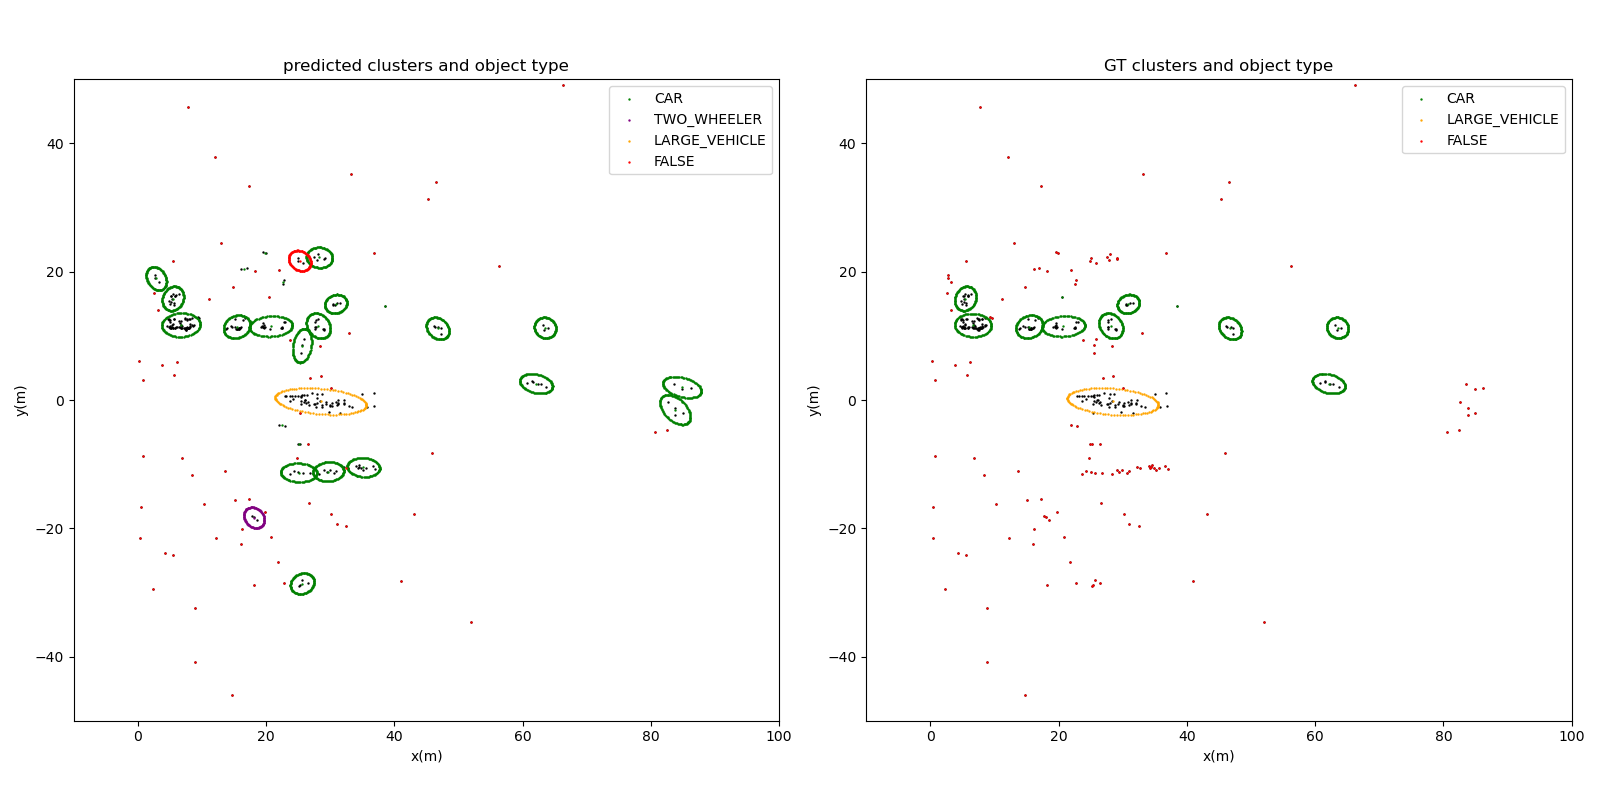 predicted clusters and object type
CAR
TWO_WHEELER
LARGE_VEHICLE
FALSE
40
20
0
−20
−40
y(m)
0
20
40
60
80
100
x(m)
GT clusters and object type
CAR
LARGE_VEHICLE
FALSE
40
20
0
−20
−40
y(m)
0
20
40
60
80
100
x(m)